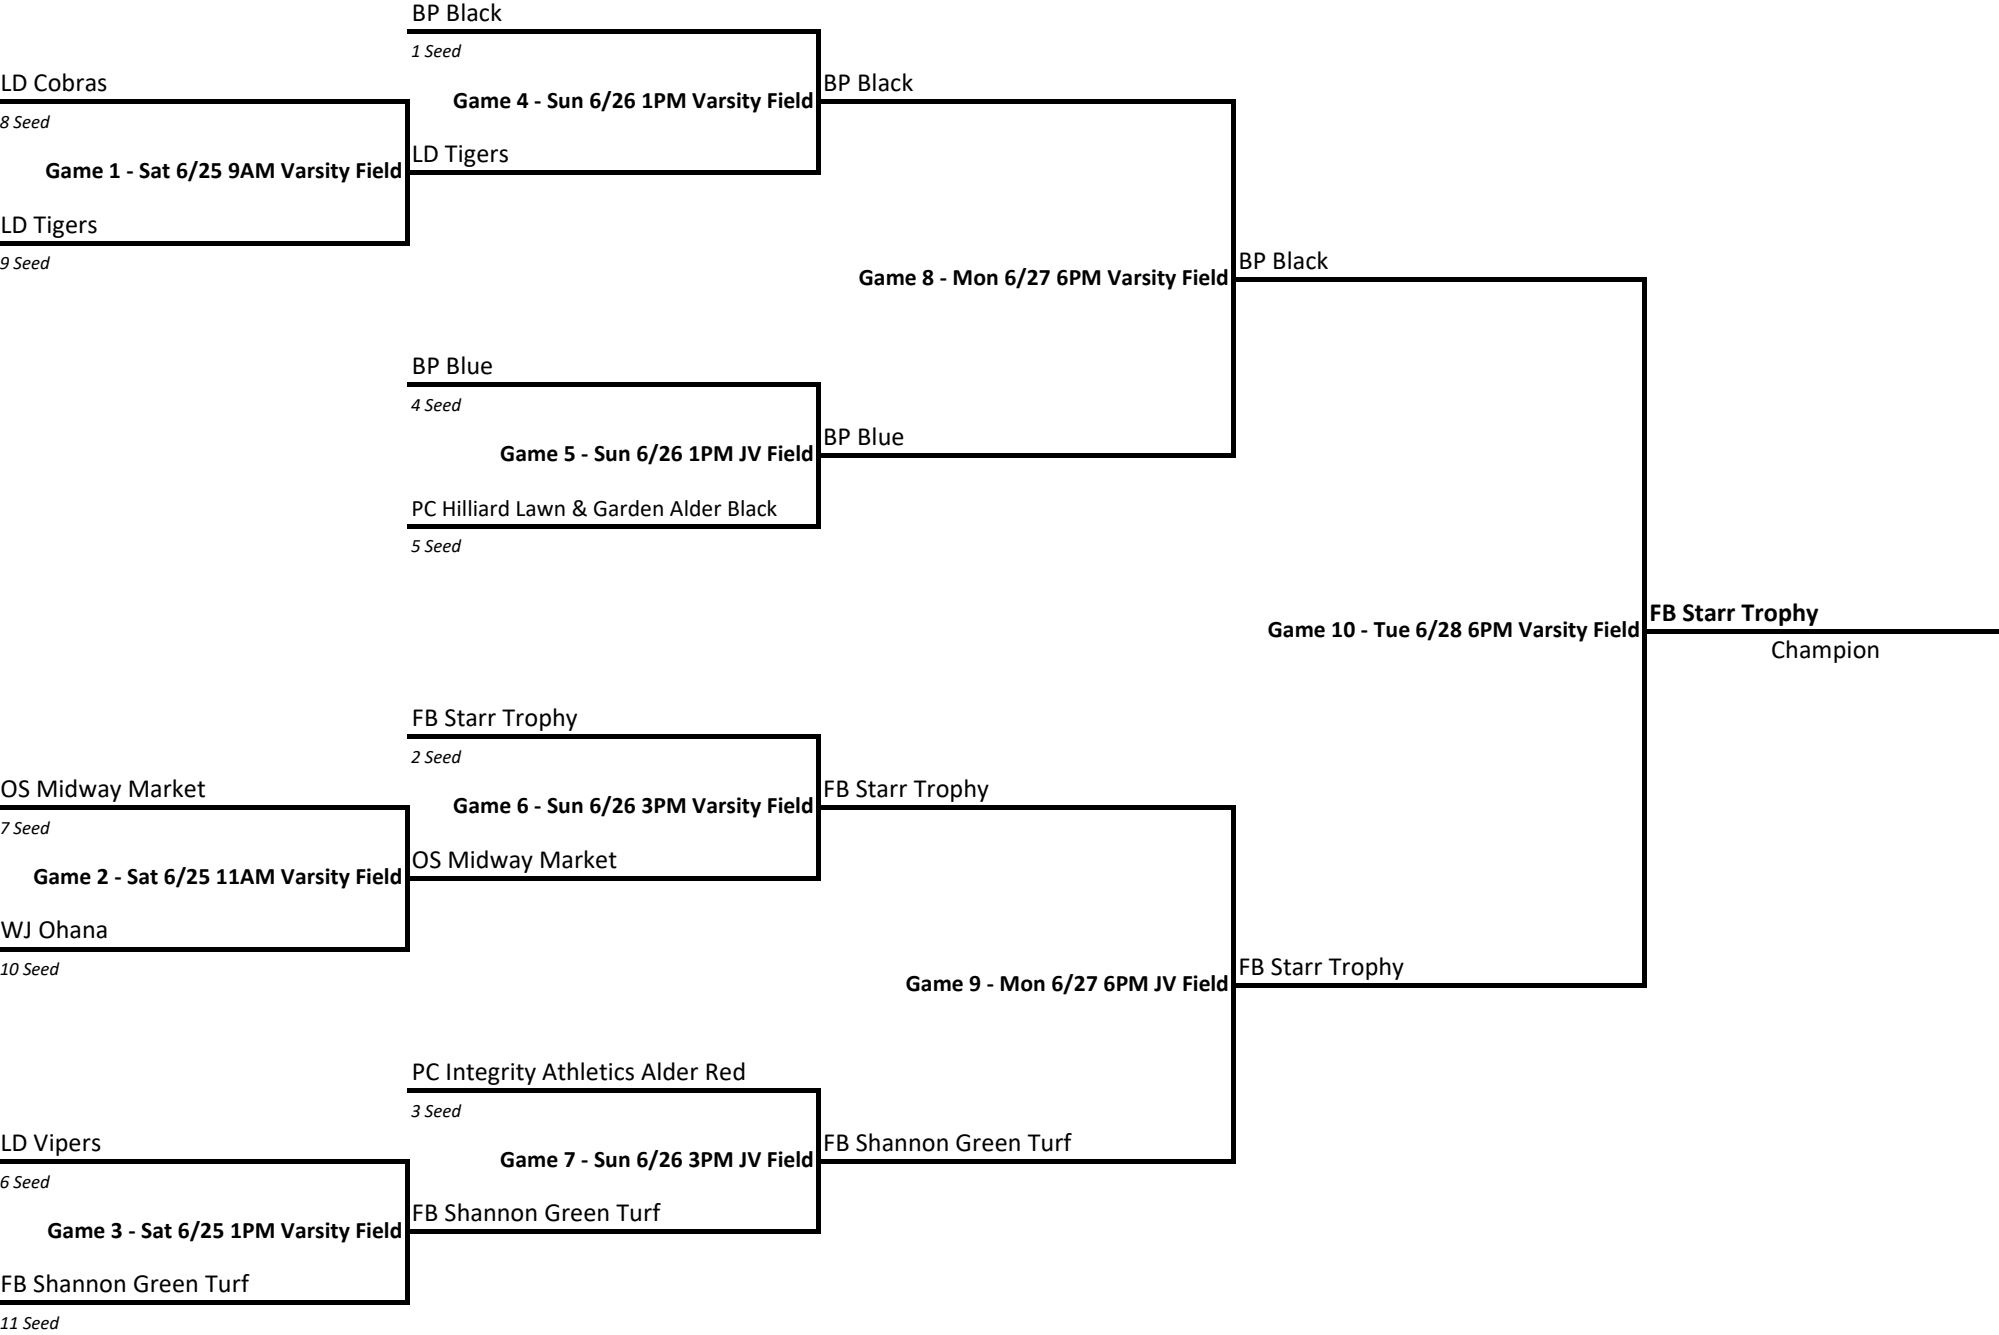 BP Black
1 Seed
LD Cobras
8 Seed
Game 4 - Sun 6/26 1PM Varsity Field
BP Black
LD Tigers
Game 1 - Sat 6/25 9AM Varsity Field
LD Tigers
9 Seed
Game 8 - Mon 6/27 6PM Varsity Field
BP Black
BP Blue
4 Seed
Game 5 - Sun 6/26 1PM JV Field
BP Blue
PC Hilliard Lawn & Garden Alder Black
5 Seed
Game 10 - Tue 6/28 6PM Varsity Field
FB Starr Trophy
Champion
FB Starr Trophy
2 Seed
OS Midway Market
7 Seed
Game 6 - Sun 6/26 3PM Varsity Field
FB Starr Trophy
OS Midway Market
Game 2 - Sat 6/25 11AM Varsity Field
WJ Ohana
10 Seed
Game 9 - Mon 6/27 6PM JV Field
FB Starr Trophy
PC Integrity Athletics Alder Red
3 Seed
LD Vipers
6 Seed
Game 7 - Sun 6/26 3PM JV Field
FB Shannon Green Turf
FB Shannon Green Turf
Game 3 - Sat 6/25 1PM Varsity Field
FB Shannon Green Turf
11 Seed